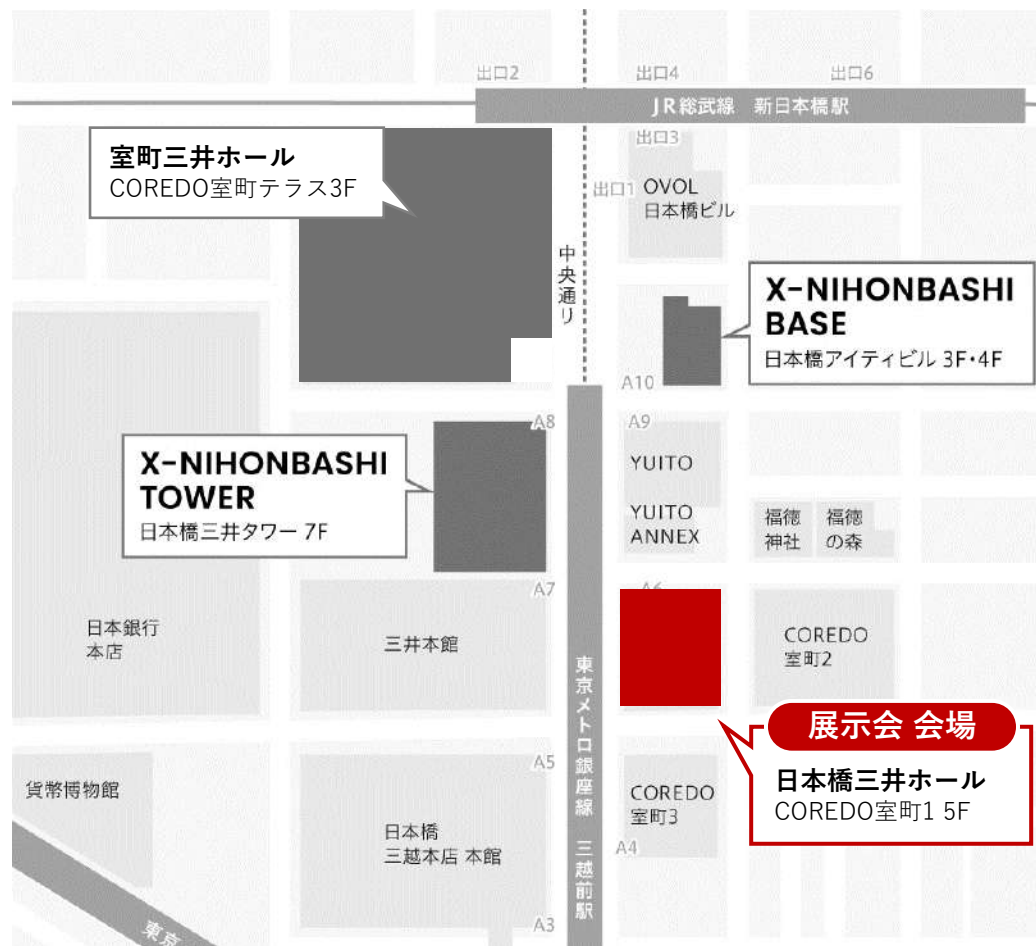 出口2
出口4
出口6
JR総武線 新日本橋駅
室町三井ホール
COREDO室町テラス3F
出口3
出口1
OVOL
日本橋ビル
中央通り
X-NIHONBASHI
BASE
日本橋アイティビル 3F・4F
A10
A8
A9
X-NIHONBASHI
TOWER
日本橋三井タワー 7F
YUITO
YUITO
ANNEX
福徳
神社
福徳
の森
A7
A6
日本銀行
本店
三井本館
COREDO
室町2
東京メトロ銀座線 三越前駅
展示会 会場
日本橋三井ホール
COREDO室町1 5F
A5
貨幣博物館
COREDO
室町3
日本橋
三越本店 本館
A4
A3
東京